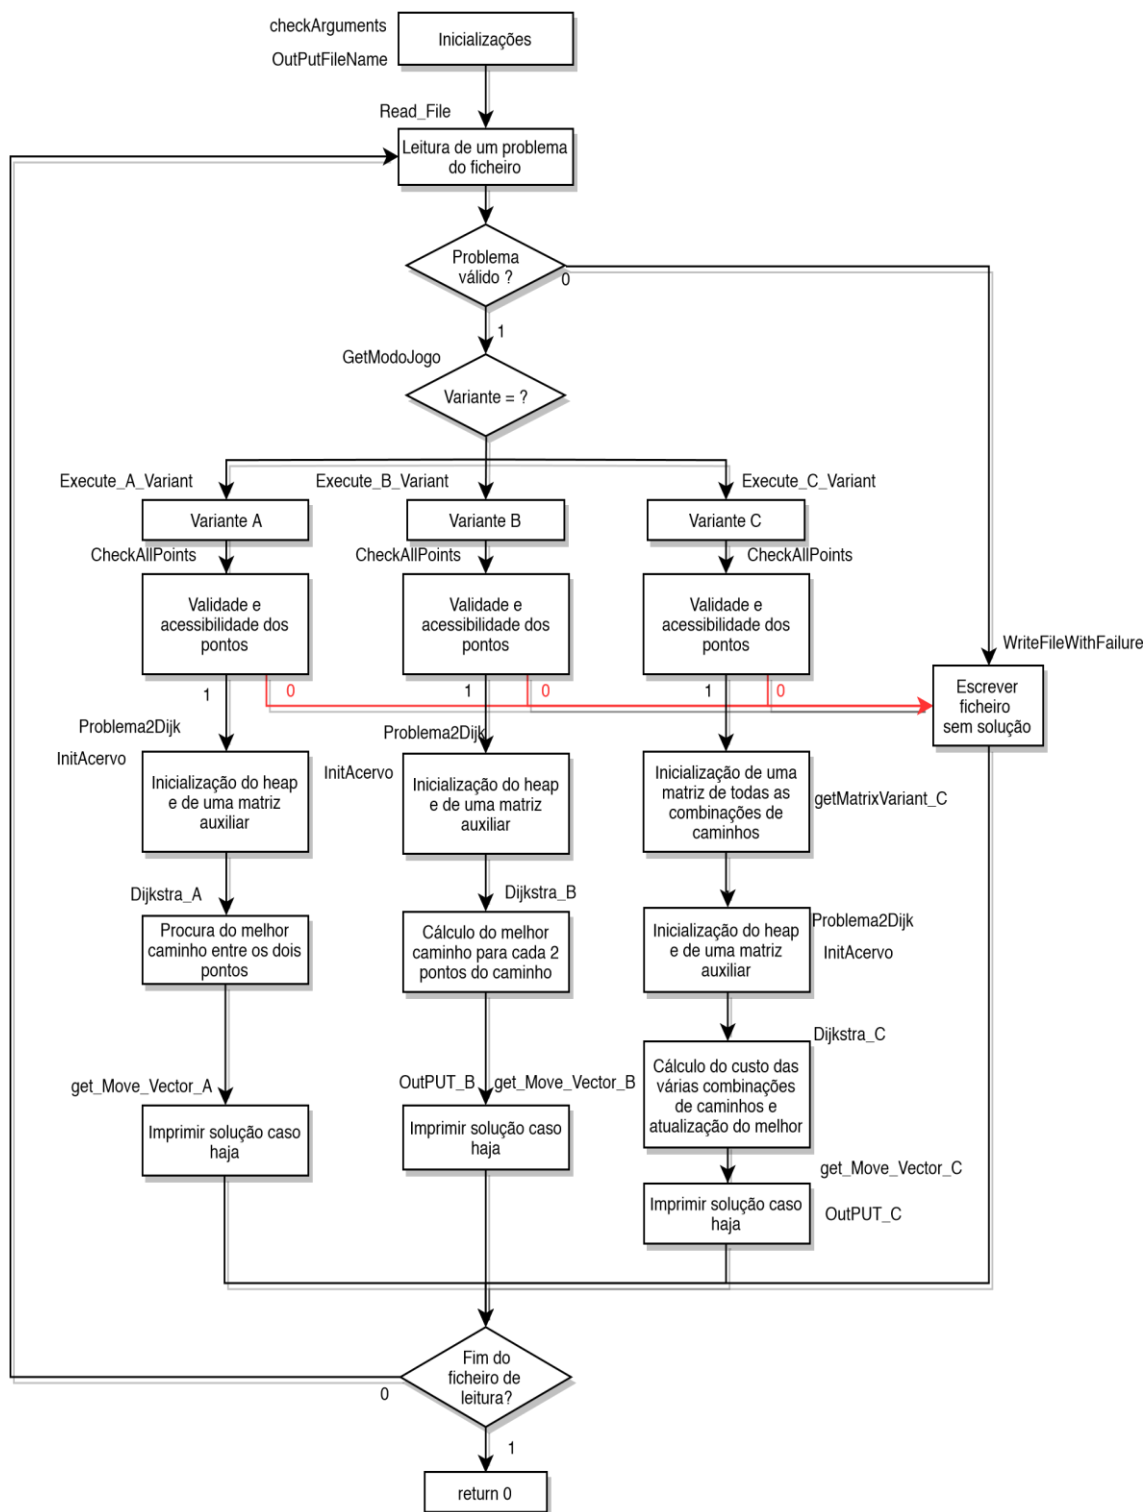 checkArguments
Inicializações
OutPutFileName
Read_File
Leitura de um problema
do ficheiro
Problema
válido ?
0
1
GetModoJogo
Variante = ?
Execute_A_Variant
Execute_B_Variant
Execute_C_Variant
Variante A
Variante B
Variante C
CheckAllPoints
CheckAllPoints
CheckAllPoints
Validade e
acessibilidade dos
pontos
Validade e
acessibilidade dos
pontos
Validade e
acessibilidade dos
pontos
WriteFileWithFailure
Escrever
ficheiro
sem solução
1
0
1
0
1
0
Problema2Dijk
InitAcervo
Problema2Dijk
InitAcervo
Inicialização do heap
e de uma matriz
auxiliar
Inicialização do heap
e de uma matriz
auxiliar
Inicialização de uma
matriz de todas as
combinações de
caminhos
getMatrixVariant_C
Dijkstra_A
Dijkstra_B
Procura do melhor
caminho entre os dois
pontos
Cálculo do melhor
caminho para cada 2
pontos do caminho
Inicialização do heap
e de uma matriz
auxiliar
Problema2Dijk
InitAcervo
Dijkstra_C
Cálculo do custo das
várias combinações
de caminhos e
atualização do melhor
get_Move_Vector_A
OutPUT_B
get_Move_Vector_B
Imprimir solução caso
haja
Imprimir solução caso
haja
get_Move_Vector_C
Imprimir solução caso
haja
OutPUT_C
Fim do
ficheiro de
leitura?
0
1
return 0